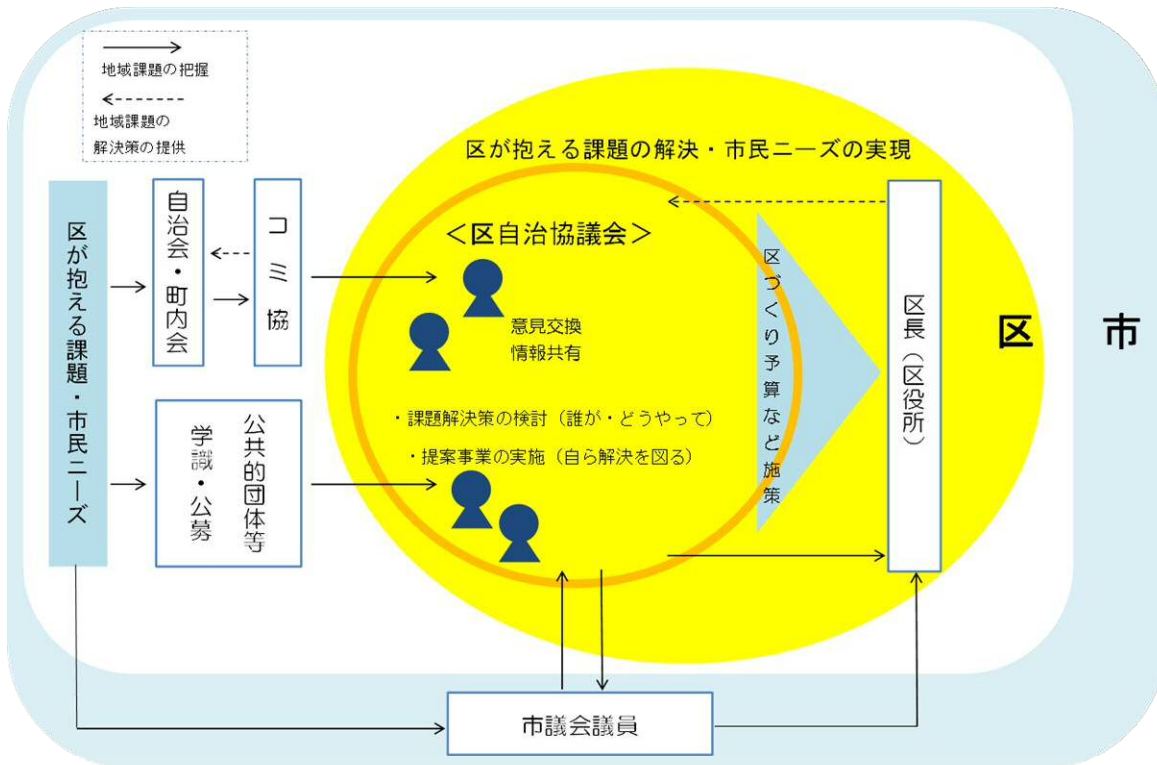 地域課題の把握
地域課題の
解決策の提供
区が抱える課題の解決・市民ニーズの実現
区が抱える課題・市民ニーズ
自治会・町内会
コミ協
＜区自治協議会＞
意見交換
情報共有
・課題解決策の検討（誰が・どうやって）
・提案事業の実施（自ら解決を図る）
公共的団体等
学識・公募
区づくり予算など施策
区長（区役所）
区
市
市議会議員